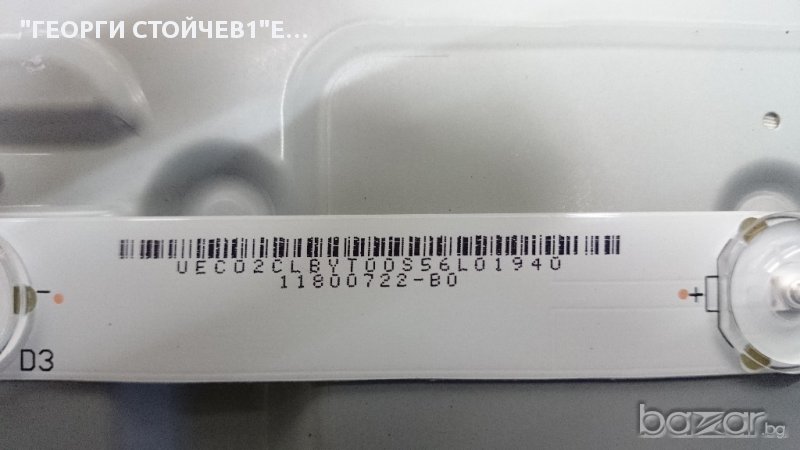 "ГЕОРГИ СТОЙЧЕВ1"Е...
UEC02CLBYT00S56L01940
11800722-B0
-
+
D3
bazar.bg